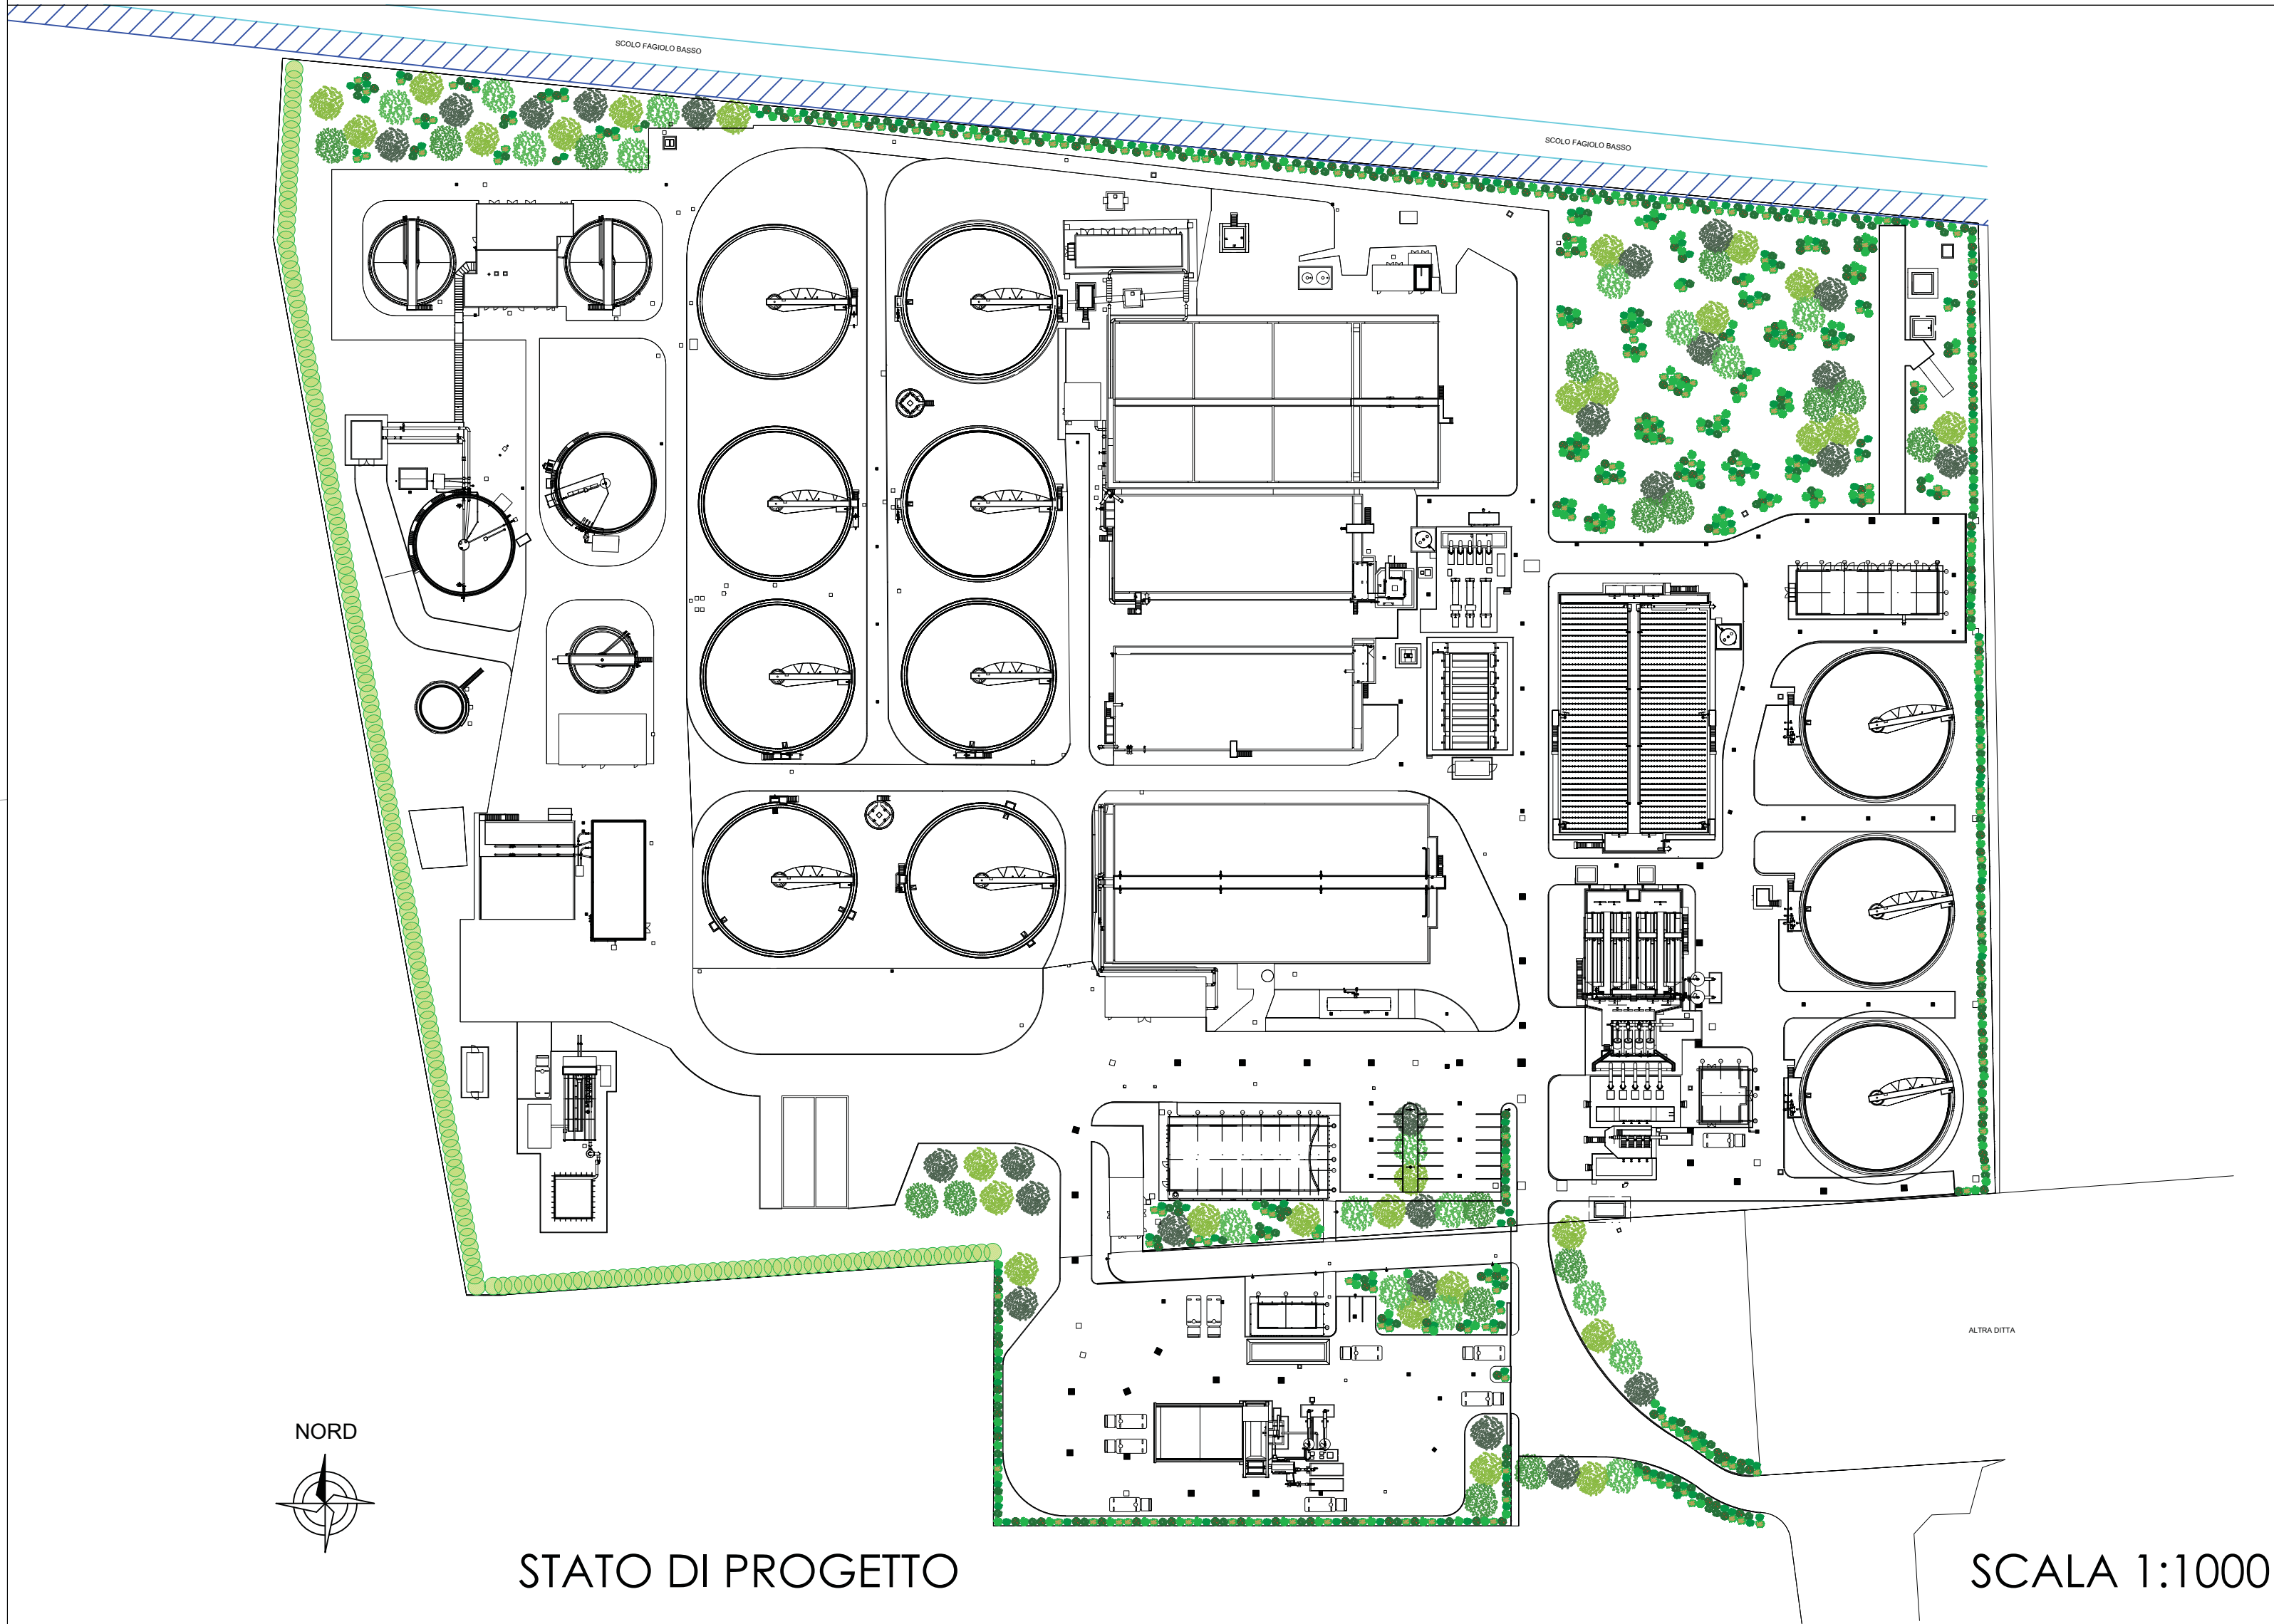 SCOLO FAGIOLO BASSO
SCOLO FAGIOLO BASSO
ALTRA DITTA
NORD
STATO DI PROGETTO
SCALA 1:1000